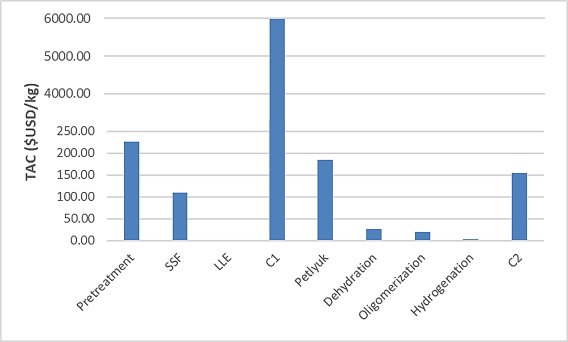 6000.00
5000.00
4000.00
250.00
200.00
150.00
100.00
50.00
0.00
TAC ($USD/kg)
Pretreatment
SSF
LLE
C1
Petlyuk
Dehydration
Oligomerization
Hydrogenation
C2